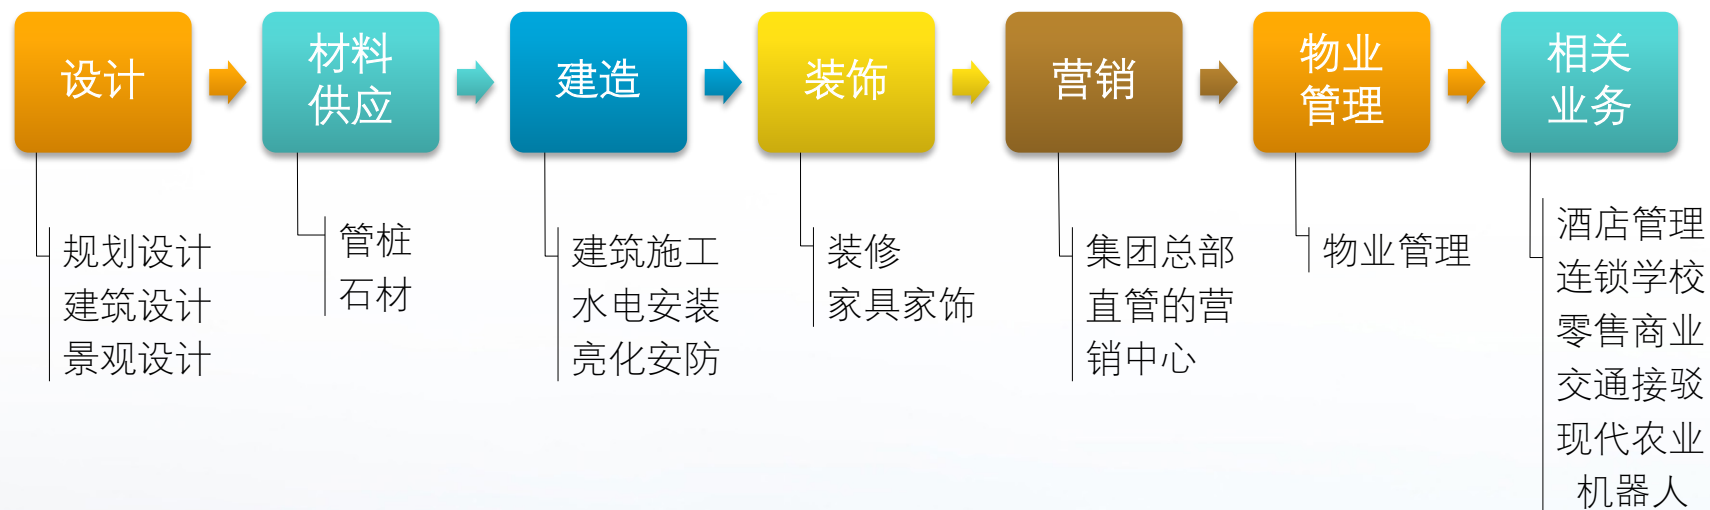 设计
材料
供应
建造
装饰
营销
物业
管理
相关
业务
规划设计
建筑设计
景观设计
管桩
石材
建筑施工
水电安装
亮化安防
装修
家具家饰
集团总部
直管的营
销中心
物业管理
酒店管理
连锁学校
零售商业
交通接驳
现代农业
机器人